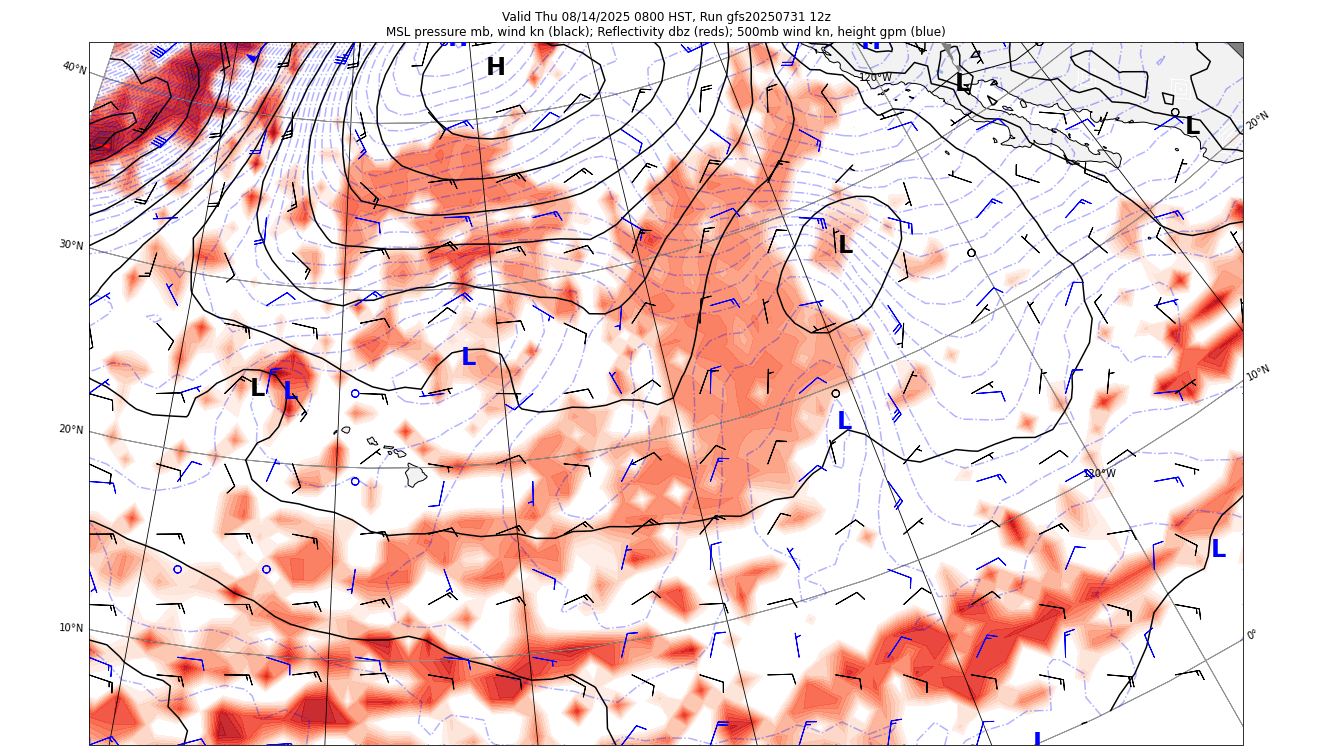 Valid Thu 08/14/2025 0800 HST, Run gfs20250731 12z
MSL pressure mb, wind kn (black); Reflectivity dbz (reds); 500mb wind kn, height gpm (blue)
H
H
40°N
H
120°W
L
L
20°N
30°N
L
L
L
L
10°N
L
20°N
120°W
L
10°N
0°
L